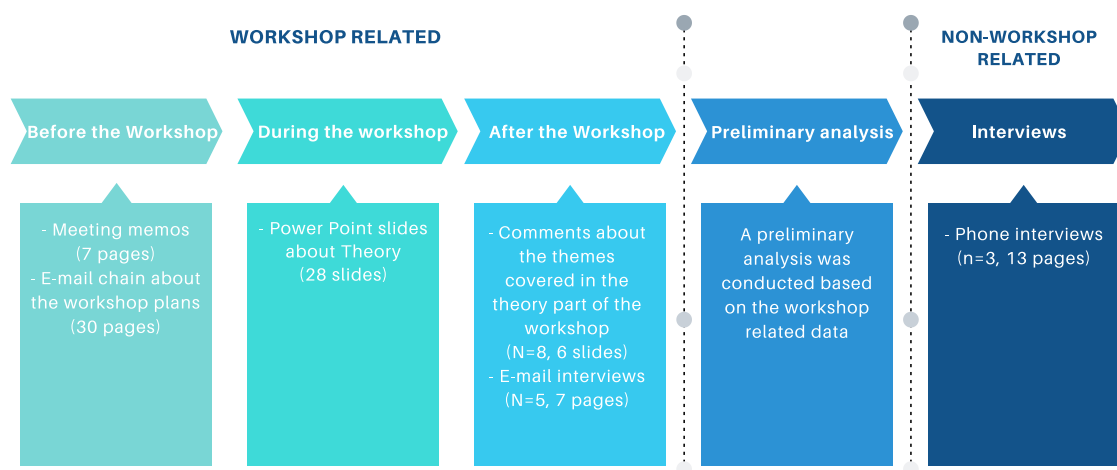 WORKSHOP RELATED
NON-WORKSHOP
RELATED
Before the Workshop
During the workshop
After the Workshop
Preliminary analysis
Interviews
- Meeting memos
(7 pages)
- E-mail chain about
the workshop plans
(30 pages)
- Power Point slides
about Theory
(28 slides)
- Comments about
the themes
covered in the
theory part of the
workshop
(N=8, 6 slides)
- E-mail interviews
(N=5, 7 pages)
A preliminary
analysis was
conducted based
on the workshop
related data
- Phone interviews
(n=3, 13 pages)